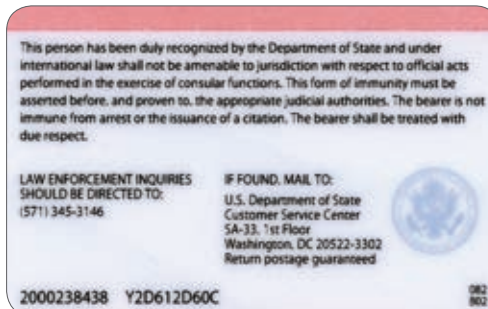 This person has been duly recognized by the Department of State and under
international law shall not be amenable to jurisdiction with respect to official acts
performed in the exercise of consular functions. This form of immunity must be
asserted before, and proven to, the appropriate judicial authorities. The bearer is not
immune from arrest or the issuance of a citation. The bearer shall be treated with
due respect.
LAW ENFORCEMENT INQUIRIES
SHOULD BE DIRECTED TO:
(571) 345-3146
IF FOUND, MAIL TO:
U.S. Department of State
Customer Service Center
SA-33, 1st Floor
Washington, DC 20522-3302
Return postage guaranteed
2000238438 Y2D612D60C